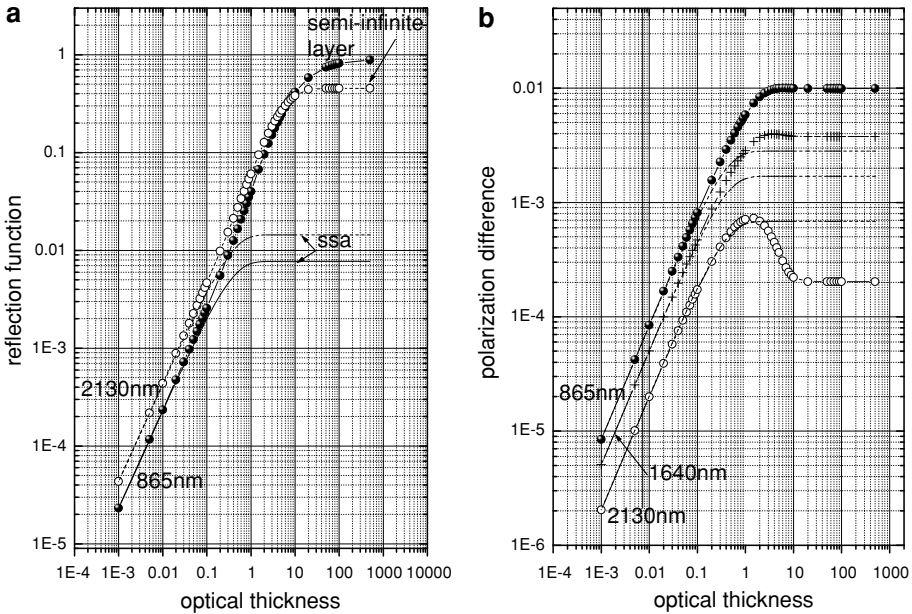 a
semi-infinite
layer
1
0.1
0.01
1E-3
1E-4
1E-5
reflection function
ssa
2130nm
865nm
1E-4 1E-3 0.01 0.1 1 10 100 1000 10000
optical thickness
b
0.01
1E-3
1E-4
1E-5
1E-6
polarization difference
865nm
1640nm
2130nm
1E-4 1E-3 0.01 0.1 1 10 100 1000
optical thickness